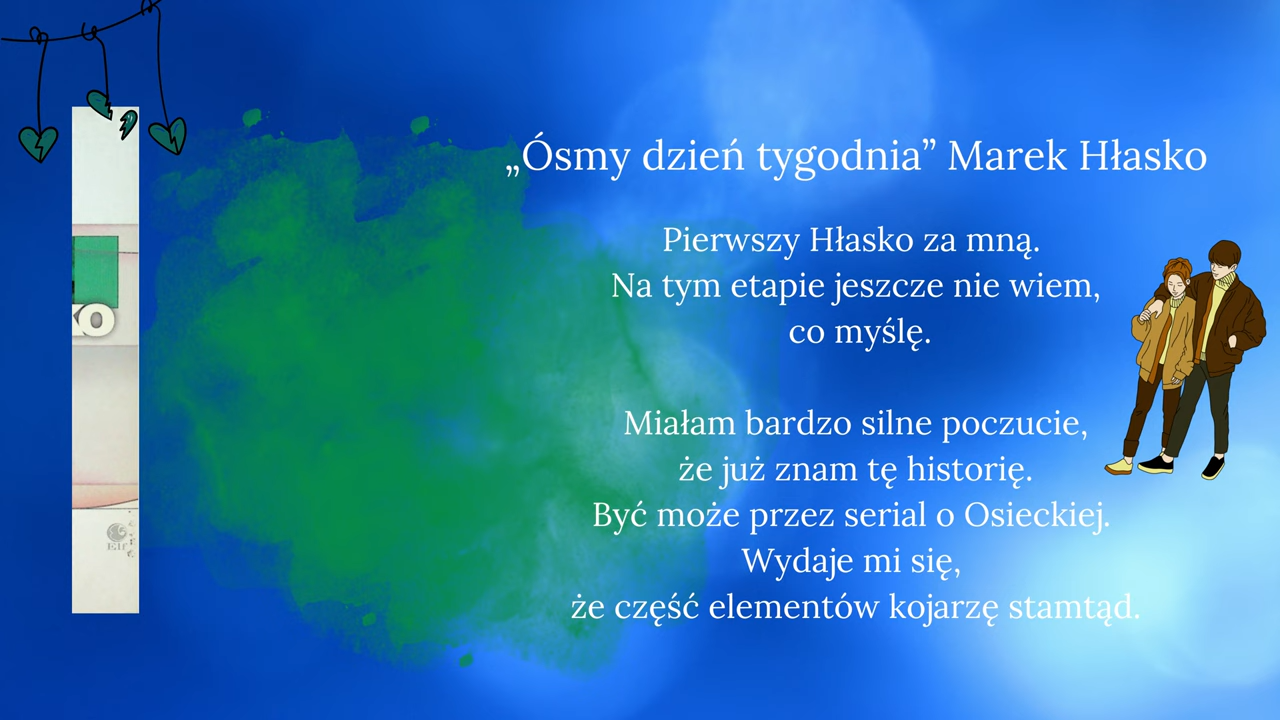 „Ósmy dzień tygodnia” Marek Hłasko
Pierwszy Hłasko za mną.
Na tym etapie jeszcze nie wiem,
co myślę.
Miałam bardzo silne poczucie,
że już znam tę historię.
Być może przez serial o Osieckiej.
Wydaje mi się,
że część elementów kojarzę stamtąd.